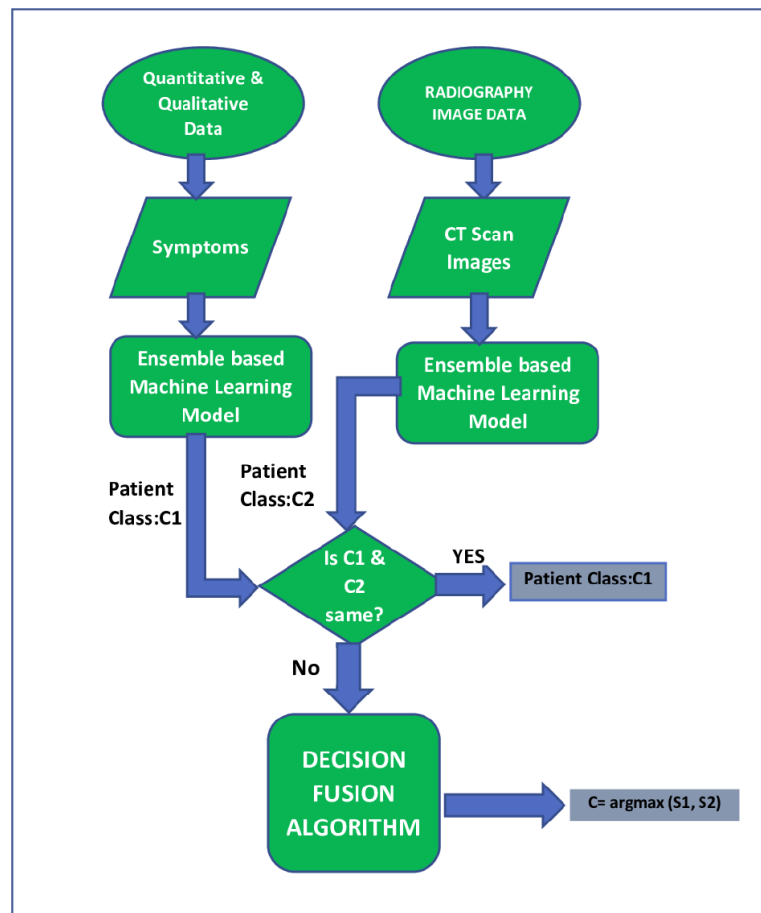 Quantitative &
Qualitative
Data
RADIOGRAPHY
IMAGE DATA
Symptoms
CT Scan
Images
Ensemble based
Machine Learning
Model
Ensemble based
Machine Learning
Model
Patient
Class:C1
Patient
Class:C2
Is C1 &
C2
same?
YES
Patient Class:C1
No
DECISION
FUSION
ALGORITHM
C= argmax (S1, S2)